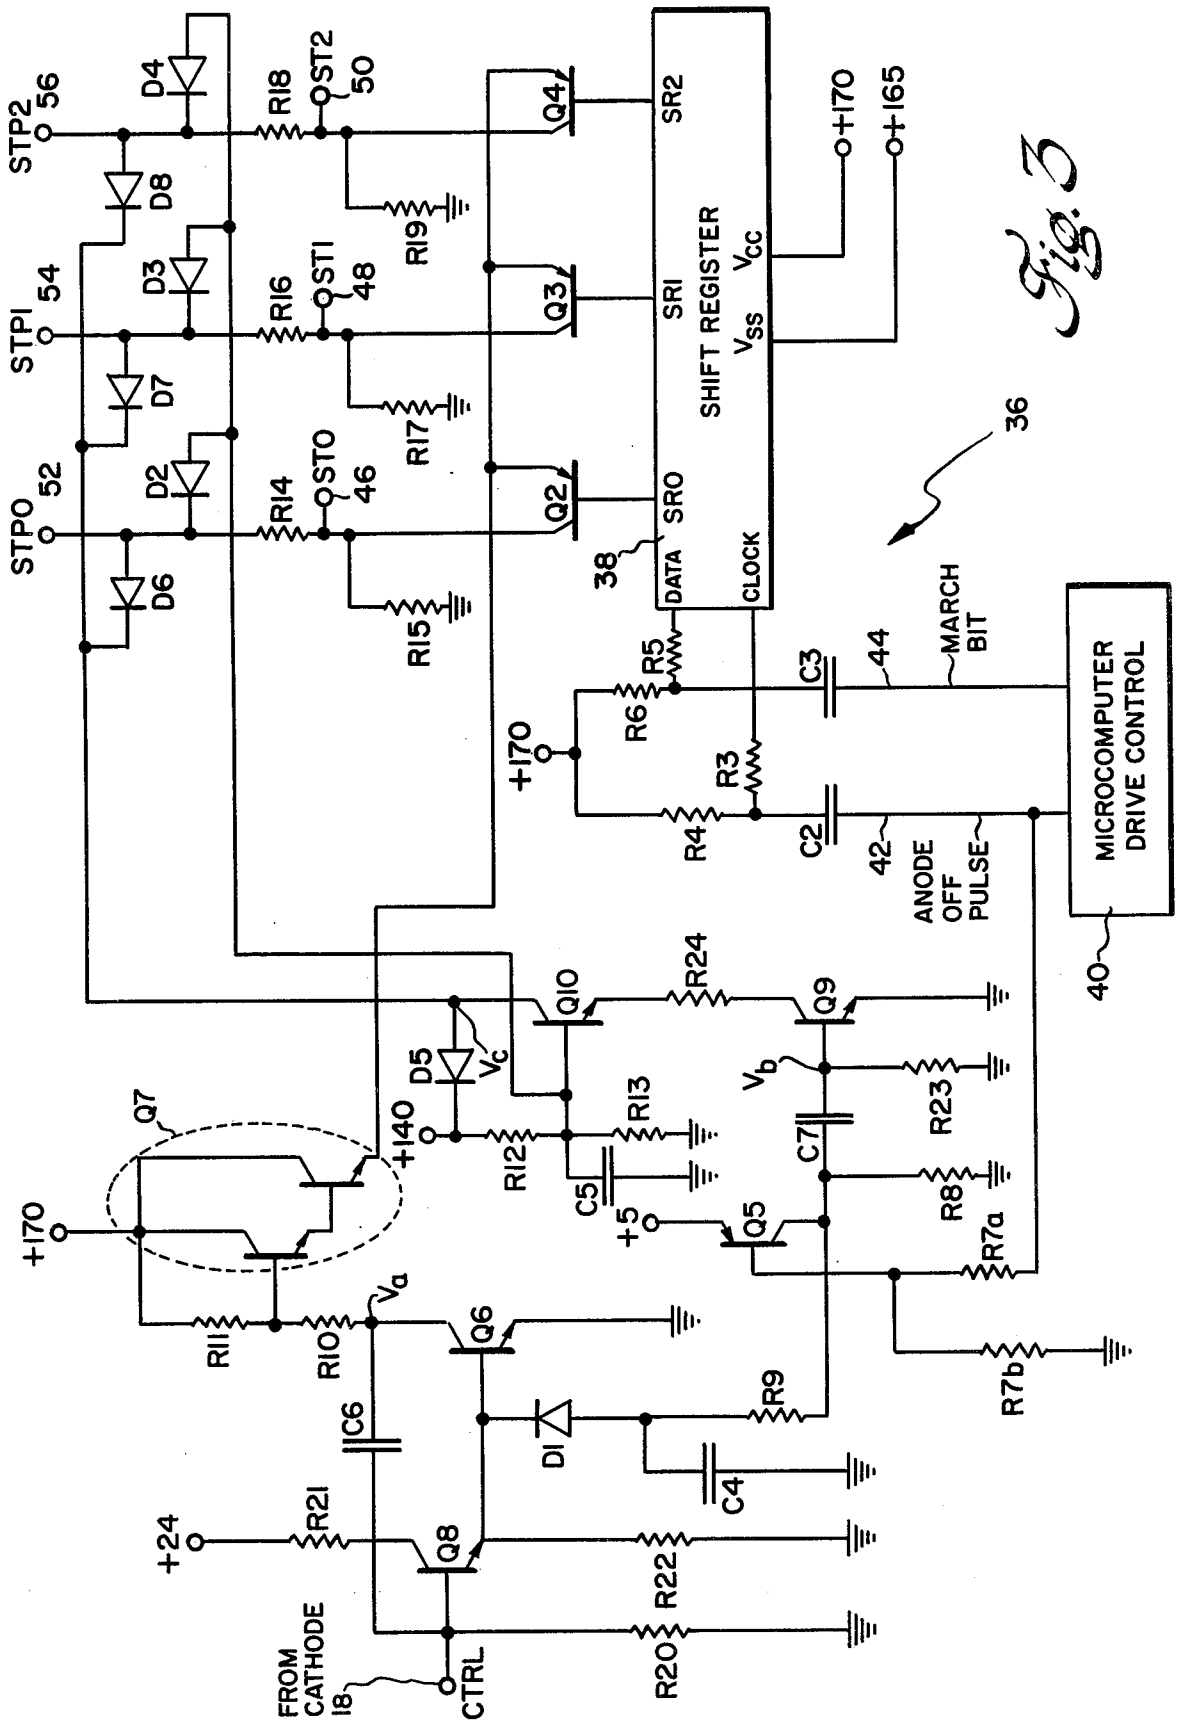 STP0 52
STP1 54
STP2 56
D6
D2
D7
D3
D8
D4
R14
R16
R18
ST0
46
ST1
48
ST2
50
R15
R17
R19
Q2
Q3
Q4
38
DATA
SR0
SR1
SR2
SHIFT REGISTER
CLOCK
VSS
VCC
+170
+165
R5
R6
+170
R3
R4
C3
C2
44
MARCH
BIT
42
ANODE
OFF
PULSE
MICROCOMPUTER
DRIVE CONTROL
40
36
Fig. 3
+170
Q7
R11
R10
Va
+140
D5
Vc
R12
R13
C5
Q10
R24
Q9
Vb
C7
R23
R8
+5
Q5
R7a
R7b
Q6
C6
D1
R9
C4
+24
R21
Q8
R22
R20
FROM
CATHODE
18
CTRL